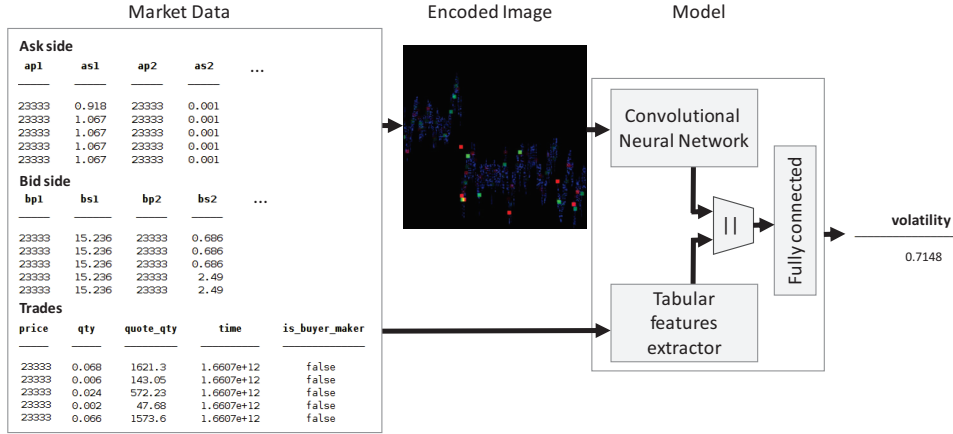 Market Data
Encoded Image
Model
Ask side
ap1 as1 ap2 as2 ...
23333 0.918 23333 0.001
23333 1.067 23333 0.001
23333 1.067 23333 0.001
23333 1.067 23333 0.001
23333 1.067 23333 0.001
Bid side
bp1 bs1 bp2 bs2 ...
23333 15.236 23333 0.686
23333 15.236 23333 0.686
23333 15.236 23333 0.686
23333 15.236 23333 2.49
23333 15.236 23333 2.49
Trades
price qty quote_qty time is_buyer_maker
23333 0.068 1621.3 1.6607e+12 false
23333 0.006 143.05 1.6607e+12 false
23333 0.024 572.23 1.6607e+12 false
23333 0.002 47.68 1.6607e+12 false
23333 0.066 1573.6 1.6607e+12 false
Convolutional
Neural Network
||
Tabular
features
extractor
Fully connected
volatility
0.7148